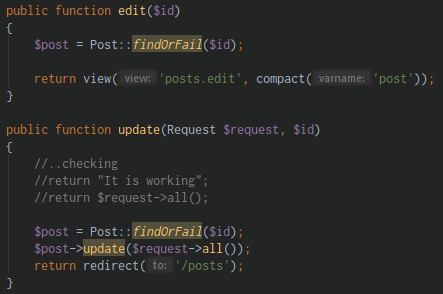 public function edit($id)
{
    $post = Post::findOrFail($id);

    return view( view: 'posts.edit', compact( varname: 'post'));
}

public function update(Request $request, $id)
{
    //..checking
    //return "It is working";
    //return $request->all();

    $post = Post::findOrFail($id);
    $post->update($request->all());
    return redirect( to: '/posts');
}